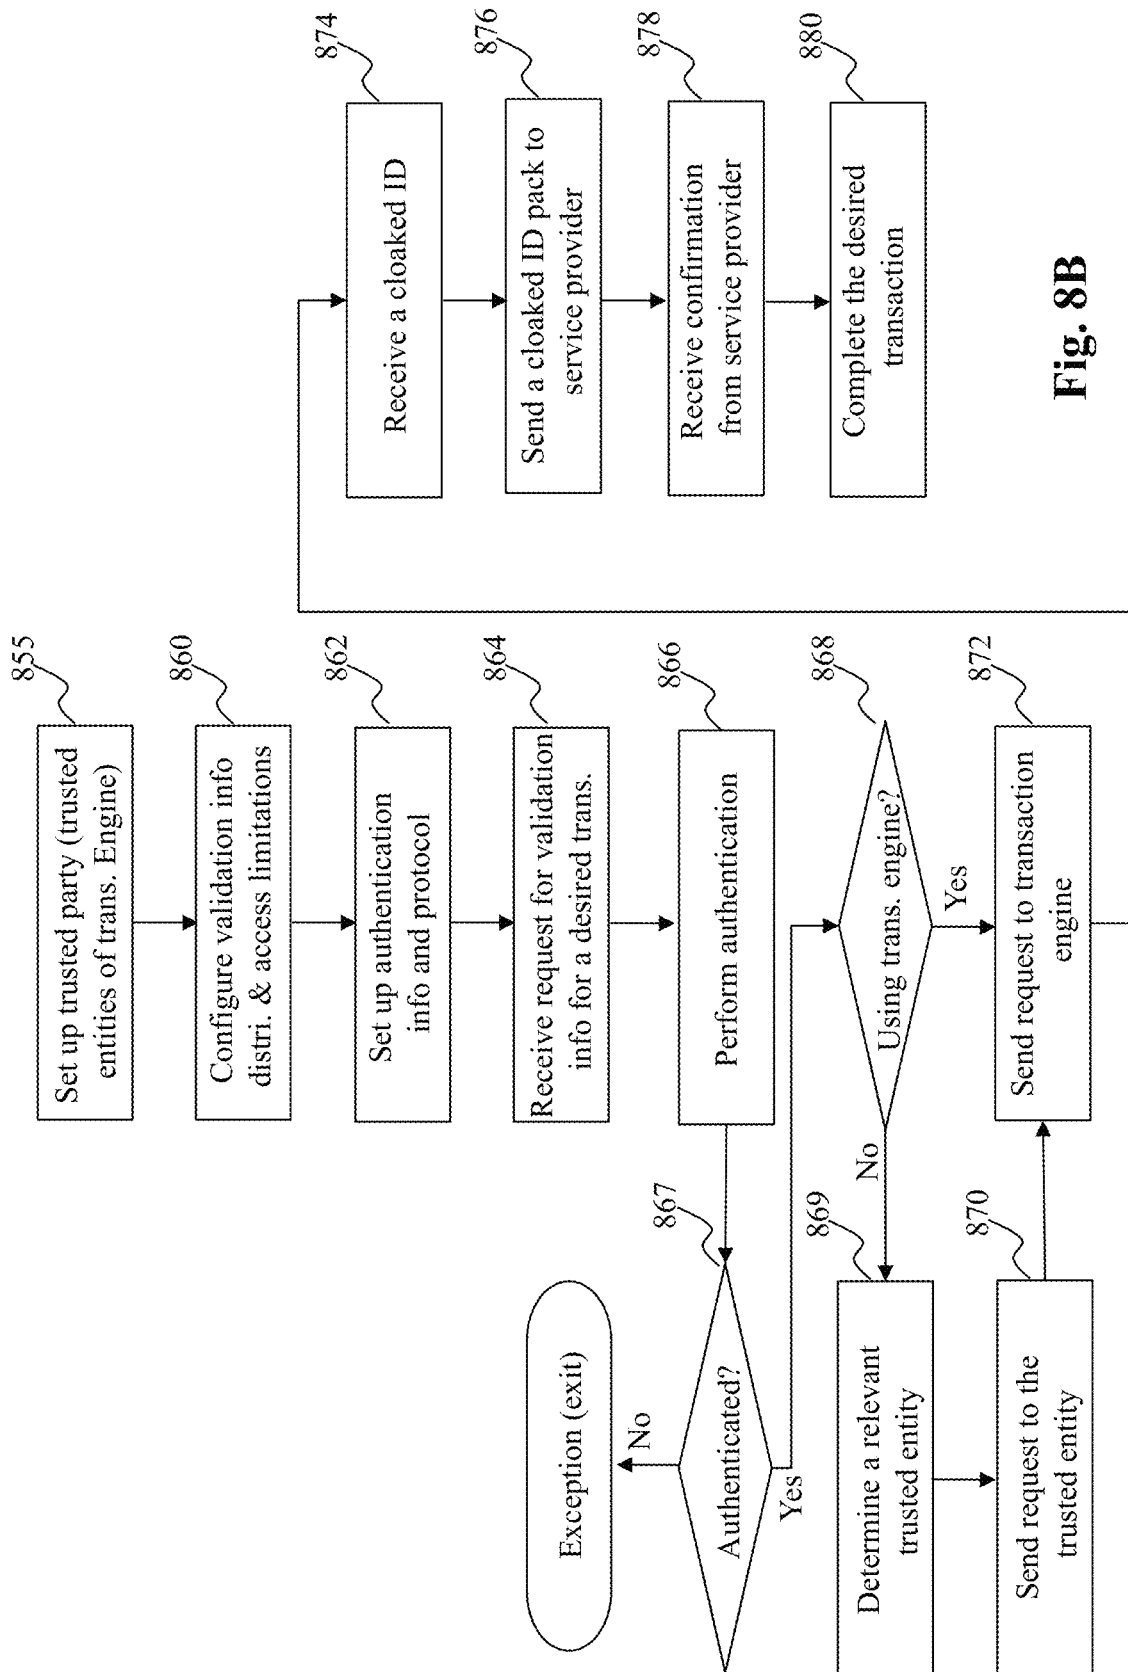 855
Set up trusted party (trusted
entities of trans. Engine)
860
Configure validation info
distri. & access limitations
862
Set up authentication
info and protocol
864
Receive request for validation
info for a desired trans.
866
Perform authentication
867
Authenticated?
No
Exception (exit)
Yes
868
Using trans. engine?
No
Yes
869
Determine a relevant
trusted entity
870
Send request to the
trusted entity
872
Send request to transaction
engine
874
Receive a cloaked ID
876
Send a cloaked ID pack to
service provider
878
Receive confirmation
from service provider
880
Complete the desired
transaction
Fig. 8B